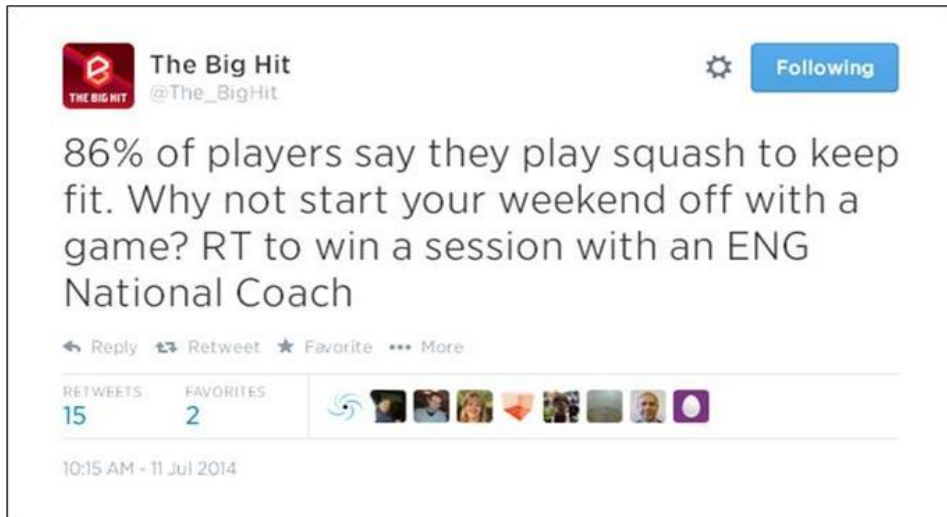 The Big Hit
@The_BigHit
Following
THE BIG HIT
86% of players say they play squash to keep
fit. Why not start your weekend off with a
game? RT to win a session with an ENG
National Coach
Reply Retweet Favorite More
RETWEETS FAVORITES
15 2
10:15 AM - 11 Jul 2014